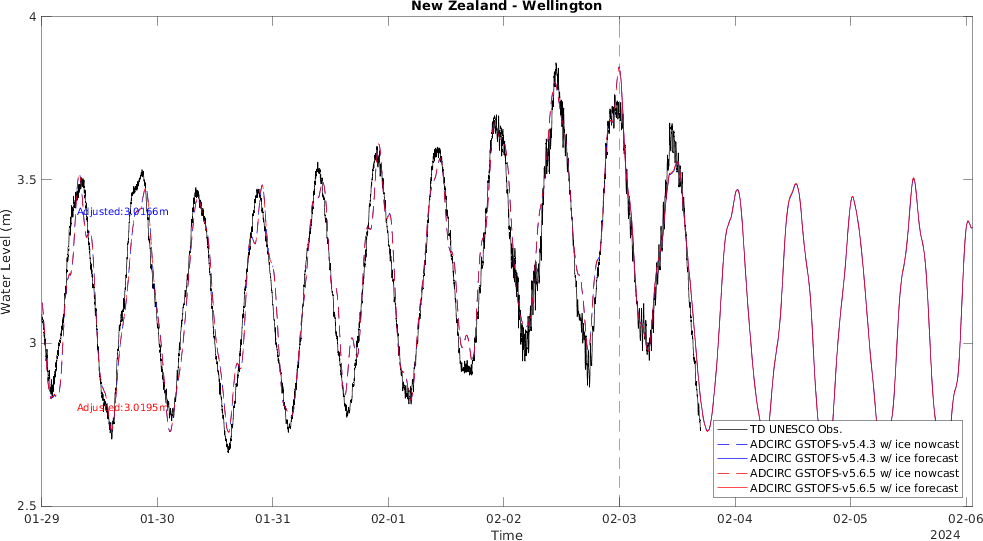 New Zealand - Wellington
4
3.5
3
2.5
Water Level (m)
Adjusted:3.0166m
Adjusted:3.0195m
TD UNESCO Obs.
ADCIRC GSTOFS-v5.4.3 w/ ice nowcast
ADCIRC GSTOFS-v5.4.3 w/ ice forecast
ADCIRC GSTOFS-v5.6.5 w/ ice nowcast
ADCIRC GSTOFS-v5.6.5 w/ ice forecast
01-29 01-30 01-31 02-01 02-02 02-03 02-04 02-05 02-06
Time
2024